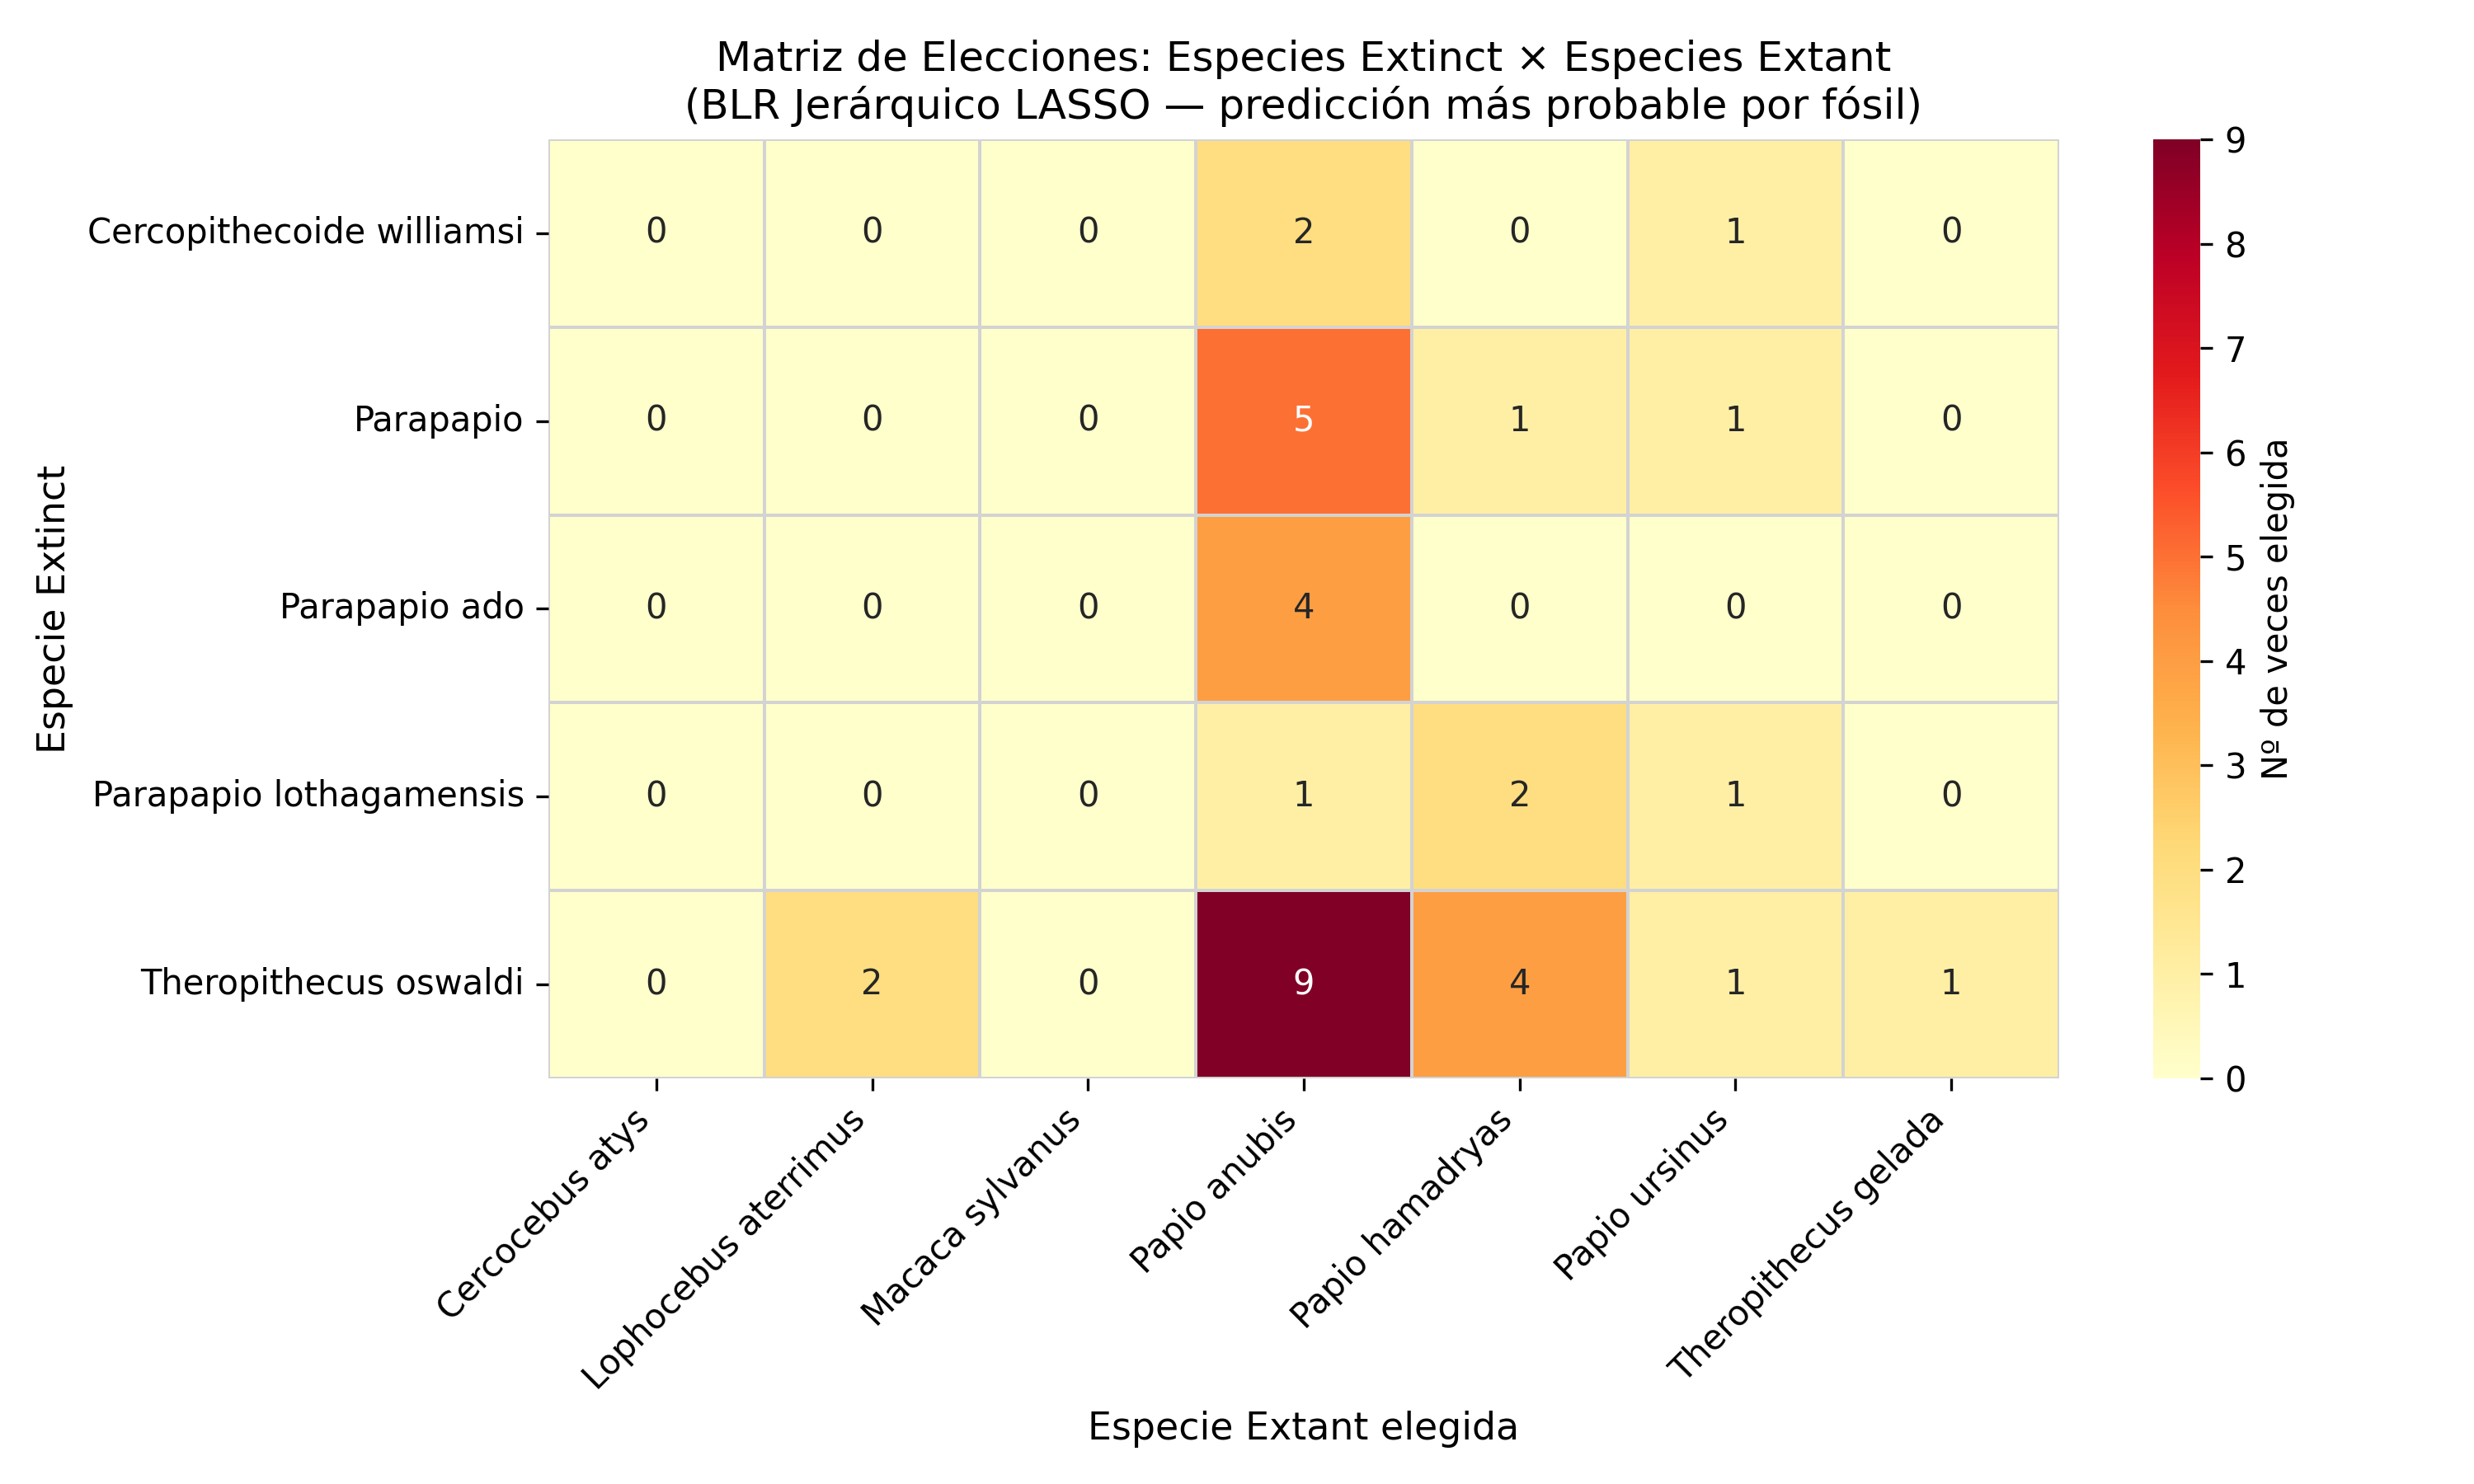 Matriz de Elecciones: Especies Extinct × Especies Extant
(BLR Jerárquico LASSO — predicción más probable por fósil)
Especie Extinct
Cercopithecoide williamsi 0 0 0 2 0 1 0
Parapapio 0 0 0 5 1 1 0
Parapapio ado 0 0 0 4 0 0 0
Parapapio lothagamensis 0 0 0 1 2 1 0
Theropithecus oswaldi 0 2 0 9 4 1 1
Cercocebus atys
Lophocebus aterrimus
Macaca sylvanus
Papio anubis
Papio hamadryas
Papio ursinus
Theropithecus gelada
Especie Extant elegida
9
8
7
6
5
4
3
2
1
0
Nº de veces elegida